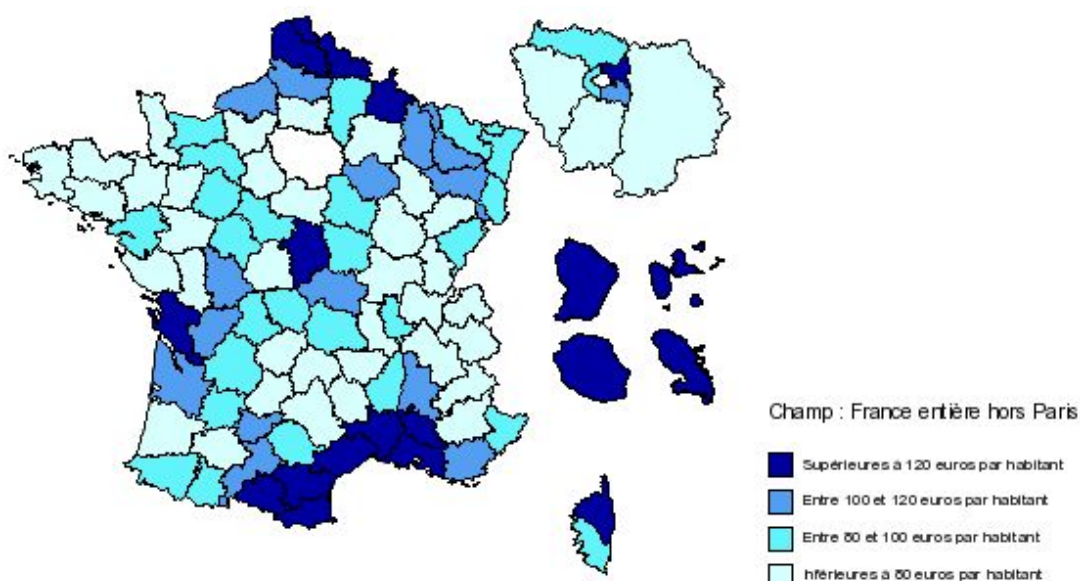 Champ : France entière hors Paris
Supérieures à 120 euros par habitant
Entre 100 et 120 euros par habitant
Entre 80 et 100 euros par habitant
nférieures à 80 euros par habitant